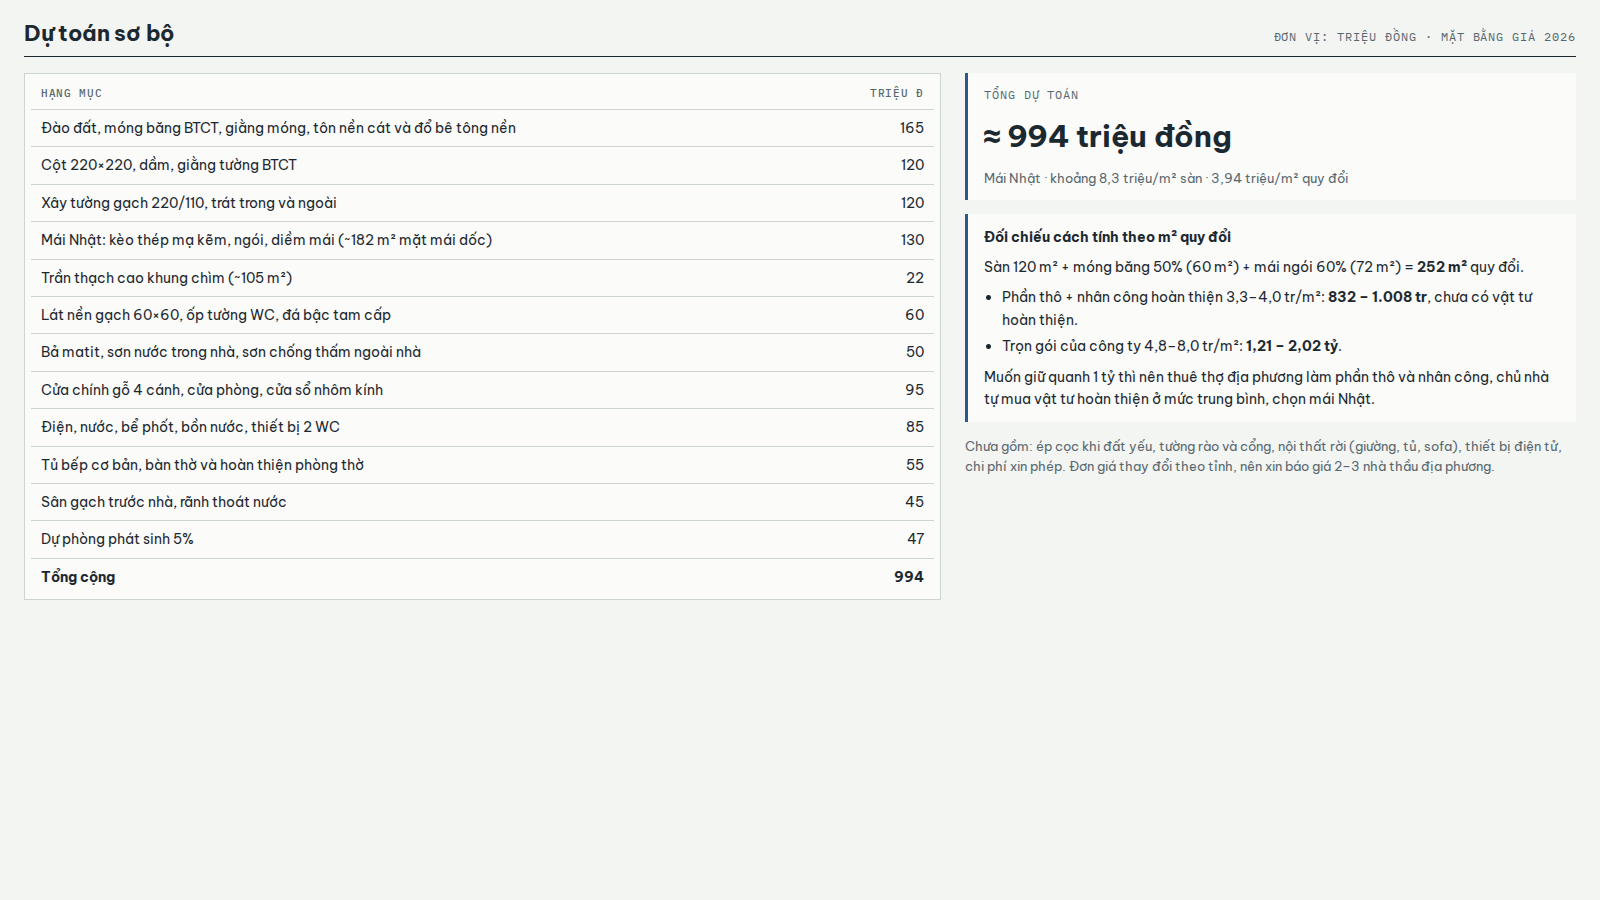 Dự toán sơ bộ
ĐƠN VỊ: TRIỆU ĐỒNG · MẶT BẰNG GIÁ 2026
HẠNG MỤC TRIỆU Đ
Đào đất, móng băng BTCT, giằng móng, tôn nền cát và đổ bê tông nền 165
Cột 220×220, dầm, giằng tường BTCT 120
Xây tường gạch 220/110, trát trong và ngoài 120
Mái Nhật: kèo thép mạ kẽm, ngói, diềm mái (~182 m² mặt mái dốc) 130
Trần thạch cao khung chìm (~105 m²) 22
Lát nền gạch 60×60, ốp tường WC, đá bậc tam cấp 60
Bả matit, sơn nước trong nhà, sơn chống thấm ngoài nhà 50
Cửa chính gỗ 4 cánh, cửa phòng, cửa sổ nhôm kính 95
Điện, nước, bể phốt, bồn nước, thiết bị 2 WC 85
Tủ bếp cơ bản, bàn thờ và hoàn thiện phòng thờ 55
Sân gạch trước nhà, rãnh thoát nước 45
Dự phòng phát sinh 5% 47
Tổng cộng 994
TỔNG DỰ TOÁN
≈ 994 triệu đồng
Mái Nhật · khoảng 8,3 triệu/m² sàn · 3,94 triệu/m² quy đổi
Đối chiếu cách tính theo m² quy đổi
Sàn 120 m² + móng băng 50% (60 m²) + mái ngói 60% (72 m²) = 252 m² quy đổi.
• Phần thô + nhân công hoàn thiện 3,3–4,0 tr/m²: 832 – 1.008 tr, chưa có vật tư
hoàn thiện.
• Trọn gói của công ty 4,8–8,0 tr/m²: 1,21 – 2,02 tỷ.
Muốn giữ quanh 1 tỷ thì nên thuê thợ địa phương làm phần thô và nhân công, chủ nhà
tự mua vật tư hoàn thiện ở mức trung bình, chọn mái Nhật.
Chưa gồm: ép cọc khi đất yếu, tường rào và cổng, nội thất rời (giường, tủ, sofa), thiết bị điện tử,
chi phí xin phép. Đơn giá thay đổi theo tỉnh, nên xin báo giá 2–3 nhà thầu địa phương.